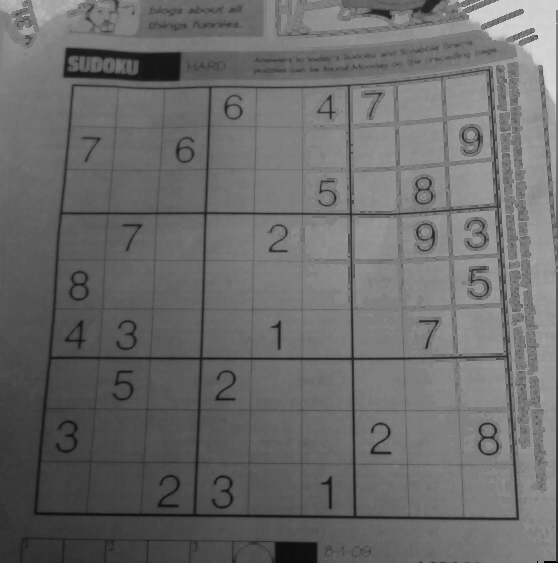 blogs about all
things funnies.
SUDOKU HARD Answers to today's Sudoku and Scrabble Grams
puzzles can be found Monday on the preceding page.
6 4 7
7 6 9
5 8
7 2 9 3
8 5
4 3 1 7
5 2
3 2 8
2 3 1
8-1-09